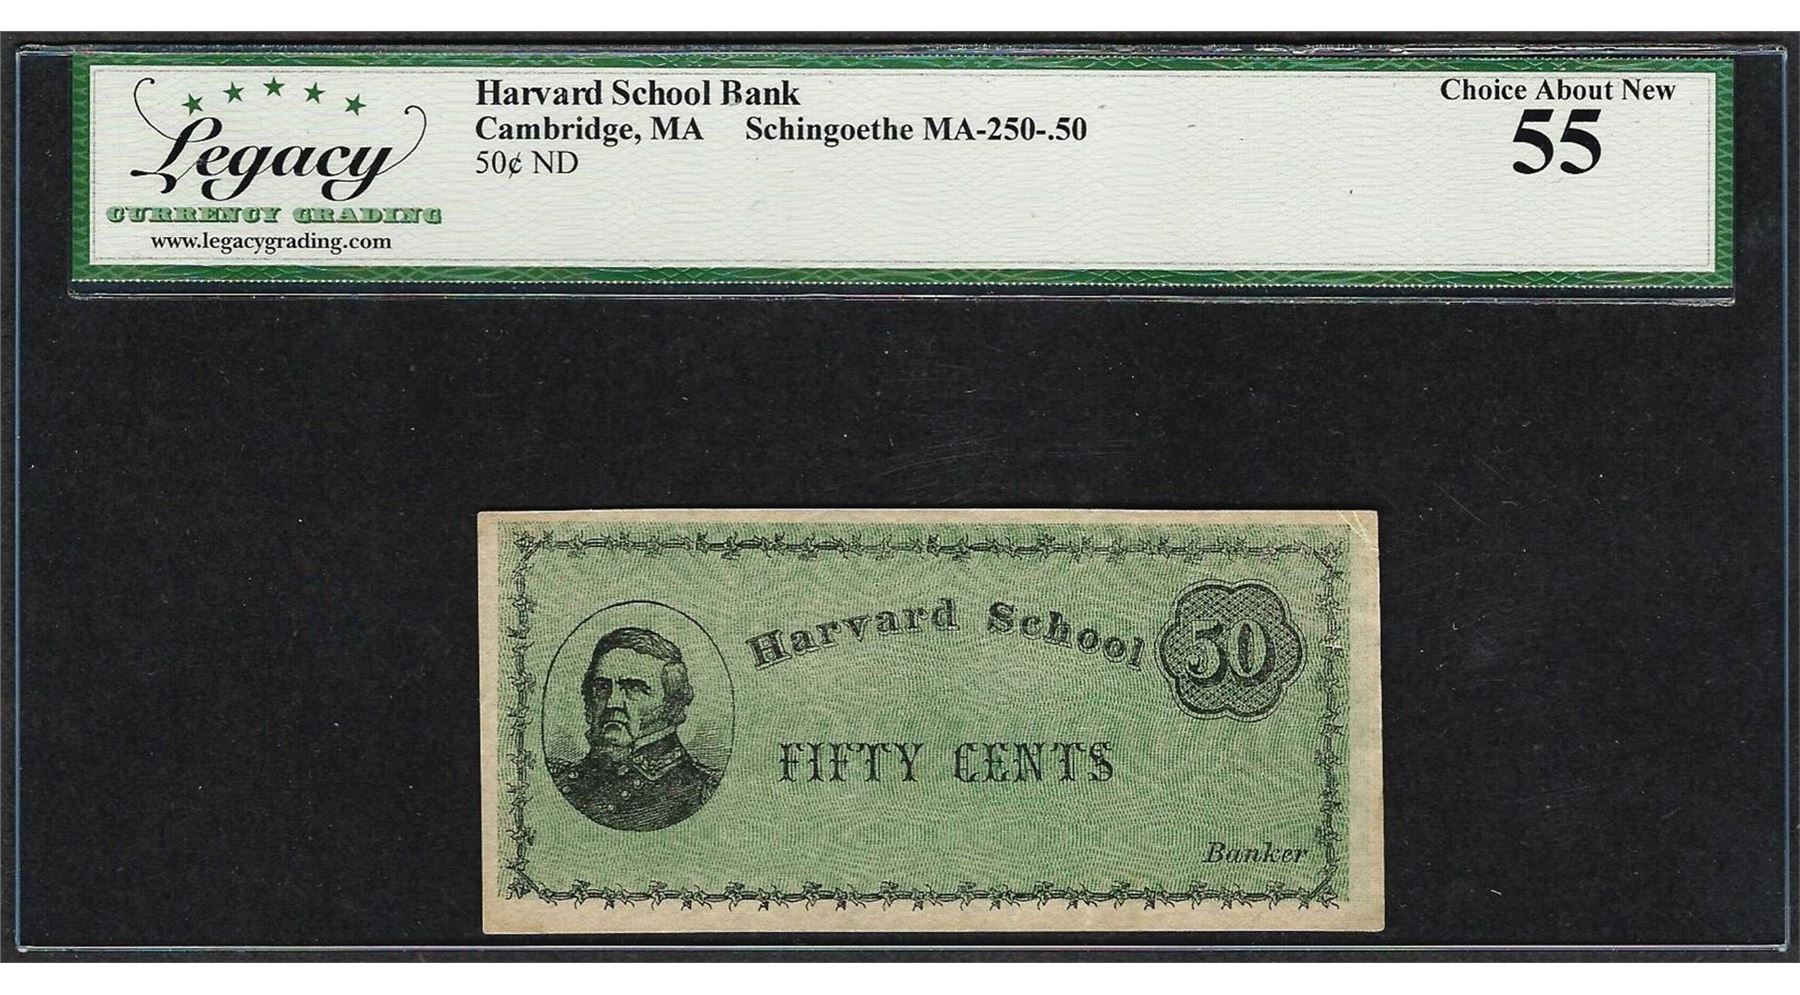 Legacy
CURRENCY GRADING
www.legacygrading.com
Harvard School Bank
Cambridge, MA Schingoethe MA-250-.50
50¢ ND
Choice About New
55
Harvard School
50
FIFTY CENTS
Banker